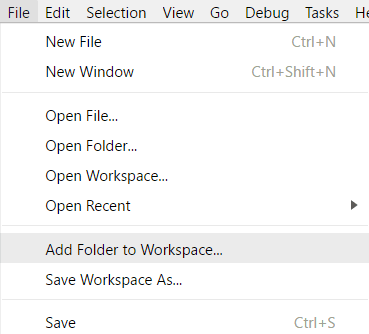 File Edit Selection View Go Debug Tasks He
New File Ctrl+N
New Window Ctrl+Shift+N
Open File...
Open Folder...
Open Workspace...
Open Recent
Add Folder to Workspace...
Save Workspace As...
Save Ctrl+S